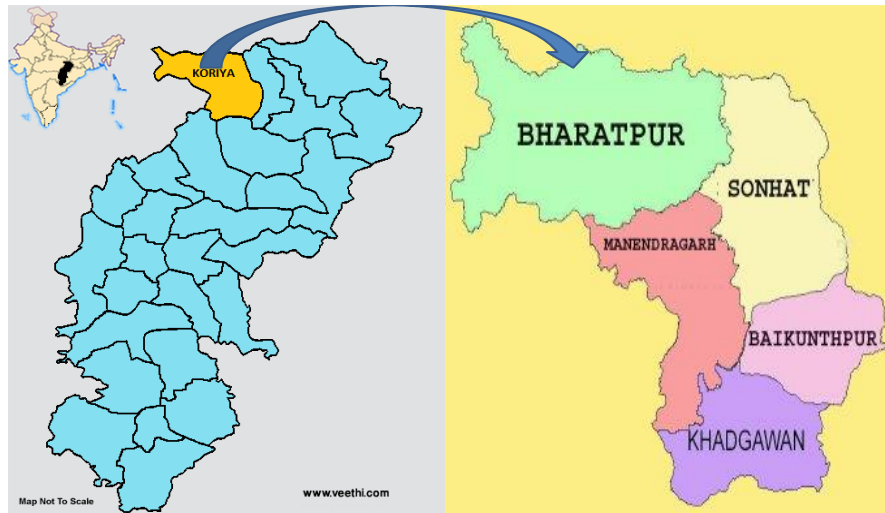 KORIYA
Map Not To Scale
www.veethi.com
BHARATPUR
SONHAT
MANENDRAGARH
BAIKUNTHPUR
KHADGAWAN